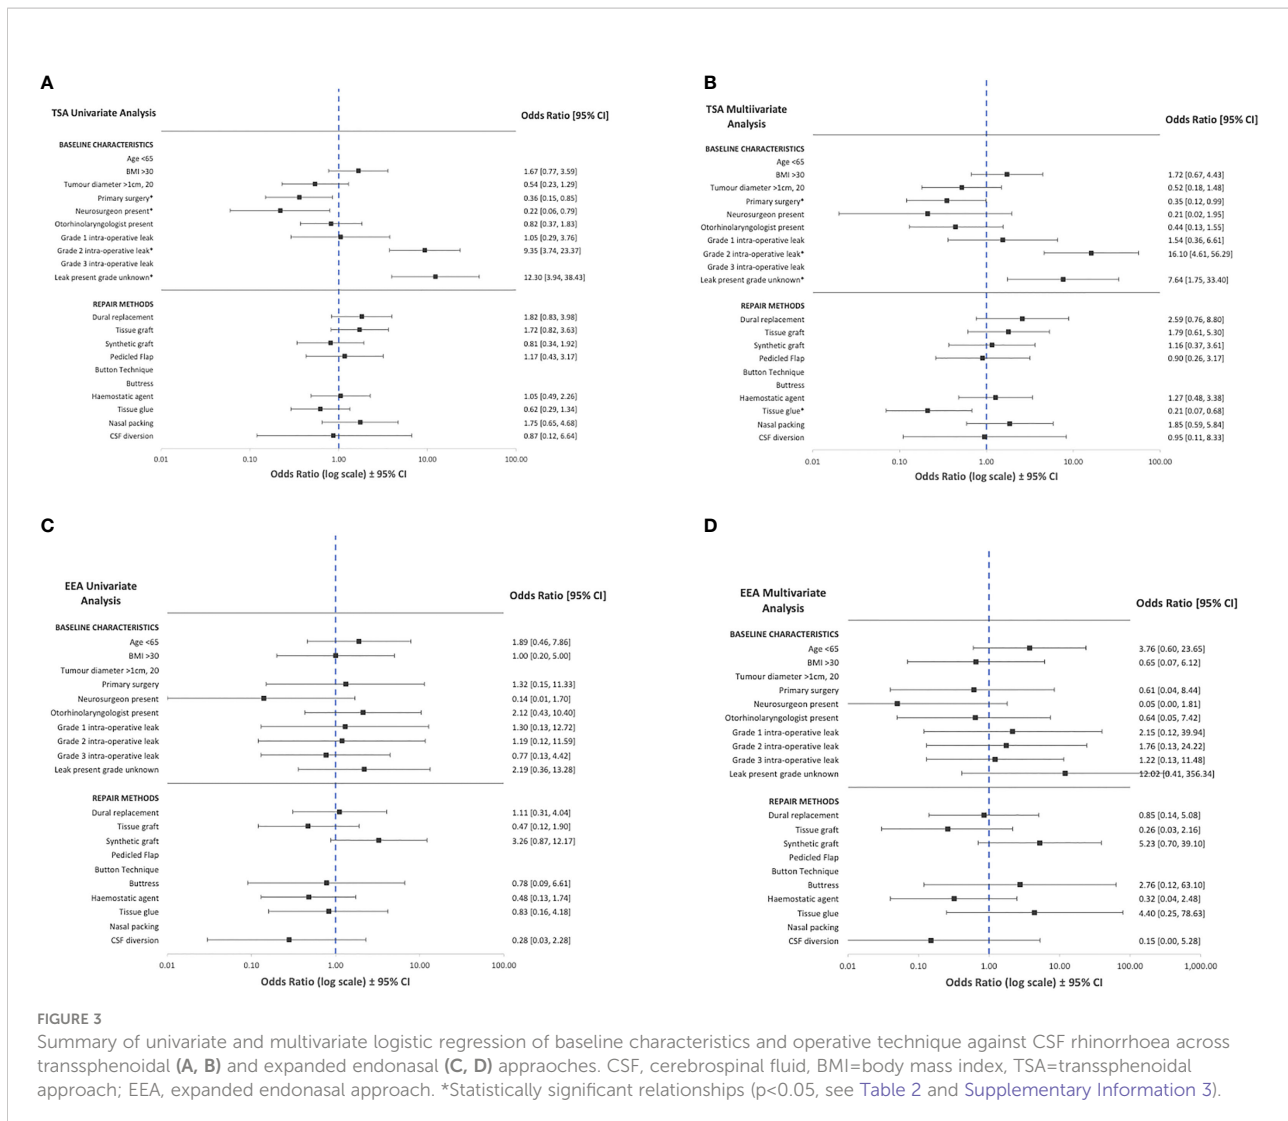 A
TSA Univariate Analysis
Odds Ratio [95% CI]
BASELINE CHARACTERISTICS
Age <65
BMI >30 1.67 [0.77, 3.59]
Tumour diameter >1cm, 20 0.54 [0.23, 1.29]
Primary surgery* 0.36 [0.15, 0.85]
Neurosurgeon present* 0.22 [0.06, 0.79]
Otorhinolaryngologist present 0.82 [0.37, 1.83]
Grade 1 intra-operative leak 1.05 [0.29, 3.76]
Grade 2 intra-operative leak* 9.35 [3.74, 23.37]
Grade 3 intra-operative leak
Leak present grade unknown* 12.30 [3.94, 38.43]
REPAIR METHODS
Dural replacement 1.82 [0.83, 3.98]
Tissue graft 1.72 [0.82, 3.63]
Synthetic graft 0.81 [0.34, 1.92]
Pedicled Flap 1.17 [0.43, 3.17]
Button Technique
Buttress
Haemostatic agent 1.05 [0.49, 2.26]
Tissue glue 0.62 [0.29, 1.34]
Nasal packing 1.75 [0.65, 4.68]
CSF diversion 0.87 [0.12, 6.64]
0.01 0.10 1.00 10.00 100.00
Odds Ratio (log scale) ± 95% CI
B
TSA Multiivariate
Analysis
Odds Ratio [95% CI]
BASELINE CHARACTERISTICS
Age <65
BMI >30 1.72 [0.67, 4.43]
Tumour diameter >1cm, 20 0.52 [0.18, 1.48]
Primary surgery* 0.35 [0.12, 0.99]
Neurosurgeon present 0.21 [0.02, 1.95]
Otorhinolaryngologist present 0.44 [0.13, 1.55]
Grade 1 intra-operative leak 1.54 [0.36, 6.61]
Grade 2 intra-operative leak* 16.10 [4.61, 56.29]
Grade 3 intra-operative leak
Leak present grade unknown* 7.64 [1.75, 33.40]
REPAIR METHODS
Dural replacement 2.59 [0.76, 8.80]
Tissue graft 1.79 [0.61, 5.30]
Synthetic graft 1.16 [0.37, 3.61]
Pedicled Flap 0.90 [0.26, 3.17]
Button Technique
Buttress
Haemostatic agent 1.27 [0.48, 3.38]
Tissue glue* 0.21 [0.07, 0.68]
Nasal packing 1.85 [0.59, 5.84]
CSF diversion 0.95 [0.11, 8.33]
0.01 0.10 1.00 10.00 100.00
Odds Ratio (log scale) ± 95% CI
C
EEA Univariate
Analysis
Odds Ratio [95% CI]
BASELINE CHARACTERISTICS
Age <65 1.89 [0.46, 7.86]
BMI >30 1.00 [0.20, 5.00]
Tumour diameter >1cm, 20
Primary surgery 1.32 [0.15, 11.33]
Neurosurgeon present 0.14 [0.01, 1.70]
Otorhinolaryngologist present 2.12 [0.43, 10.40]
Grade 1 intra-operative leak 1.30 [0.13, 12.72]
Grade 2 intra-operative leak 1.19 [0.12, 11.59]
Grade 3 intra-operative leak 0.77 [0.13, 4.42]
Leak present grade unknown 2.19 [0.36, 13.28]
REPAIR METHODS
Dural replacement 1.11 [0.31, 4.04]
Tissue graft 0.47 [0.12, 1.90]
Synthetic graft 3.26 [0.87, 12.17]
Pedicled Flap
Button Technique
Buttress 0.78 [0.09, 6.61]
Haemostatic agent 0.48 [0.13, 1.74]
Tissue glue 0.83 [0.16, 4.18]
Nasal packing
CSF diversion 0.28 [0.03, 2.28]
0.01 0.10 1.00 10.00 100.00
Odds Ratio (log scale) ± 95% CI
D
EEA Multivariate
Analysis
Odds Ratio [95% CI]
BASELINE CHARACTERISTICS
Age <65 3.76 [0.60, 23.65]
BMI >30 0.65 [0.07, 6.12]
Tumour diameter >1cm, 20
Primary surgery 0.61 [0.04, 8.44]
Neurosurgeon present 0.05 [0.00, 1.81]
Otorhinolaryngologist present 0.64 [0.05, 7.42]
Grade 1 intra-operative leak 2.15 [0.12, 39.94]
Grade 2 intra-operative leak 1.76 [0.13, 24.22]
Grade 3 intra-operative leak 1.22 [0.13, 11.48]
Leak present grade unknown 12.02 [0.41, 356.34]
REPAIR METHODS
Dural replacement 0.85 [0.14, 5.08]
Tissue graft 0.26 [0.03, 2.16]
Synthetic graft 5.23 [0.70, 39.10]
Pedicled Flap
Button Technique
Buttress 2.76 [0.12, 63.10]
Haemostatic agent 0.32 [0.04, 2.48]
Tissue glue 4.40 [0.25, 78.63]
Nasal packing
CSF diversion 0.15 [0.00, 5.28]
0.01 0.10 1.00 10.00 100.00 1,000.00
Odds Ratio (log scale) ± 95% CI
FIGURE 3
Summary of univariate and multivariate logistic regression of baseline characteristics and operative technique against CSF rhinorrhoea across
transsphenoidal (A, B) and expanded endonasal (C, D) appraoches. CSF, cerebrospinal fluid, BMI=body mass index, TSA=transsphenoidal
approach; EEA, expanded endonasal approach. *Statistically significant relationships (p<0.05, see Table 2 and Supplementary Information 3).